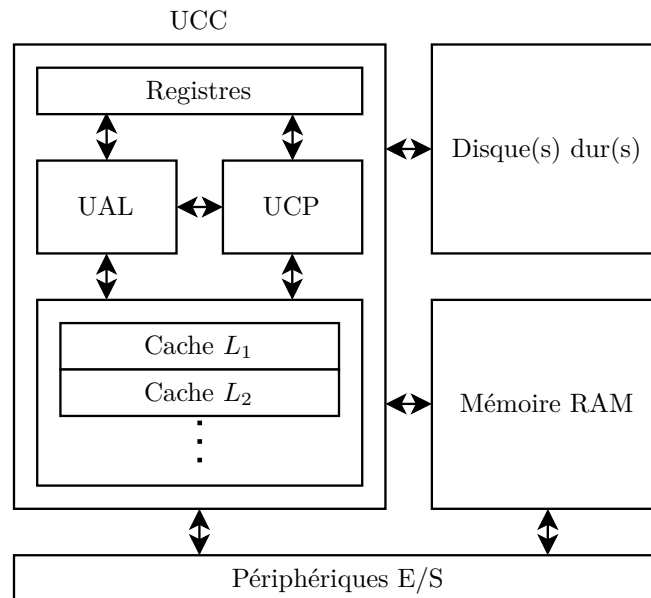 UCC
Registres
UAL
UCP
Cache L₁
Cache L₂
Disque(s) dur(s)
Mémoire RAM
Périphériques E/S